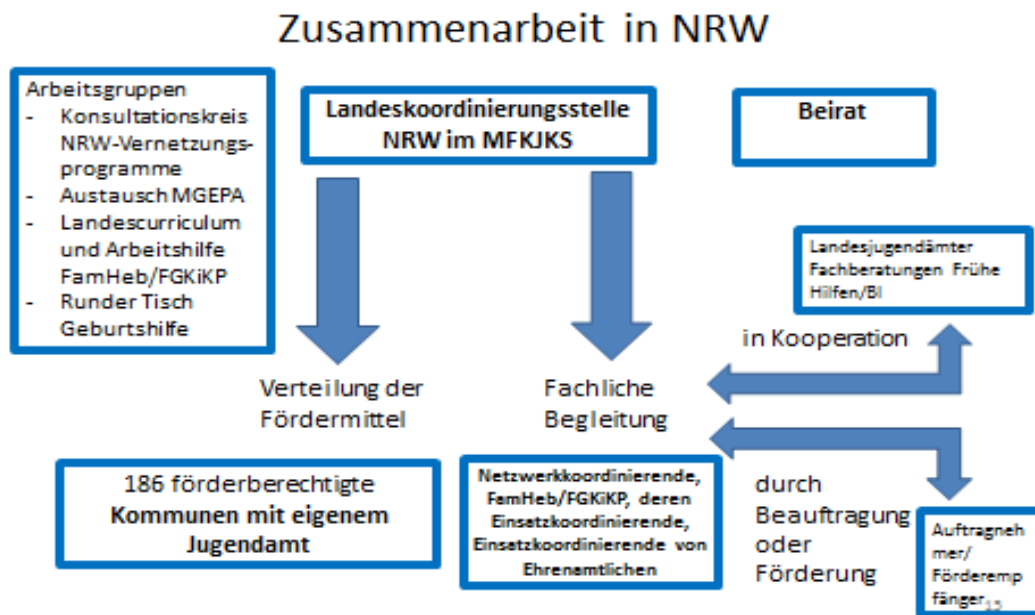 Zusammenarbeit in NRW
Arbeitsgruppen
- Konsultationskreis
NRW-Vernetzungs-
programme
- Austausch MGEPA
- Landescurriculum
und Arbeitshilfe
FamHeb/FGKiKP
- Runder Tisch
Geburtshilfe
Landeskoordinierungsstelle
NRW im MFKJKS
Beirat
Landesjugendämter
Fachberatungen Frühe
Hilfen/BI
in Kooperation
Verteilung der
Fördermittel
Fachliche
Begleitung
186 förderberechtigte
Kommunen mit eigenem
Jugendamt
Netzwerkkoordinierende,
FamHeb/FGKiKP, deren
Einsatzkoordinierende,
Einsatzkoordinierende von
Ehrenamtlichen
durch
Beauftragung
oder
Förderung
Auftragneh
mer/
Förderemp
fänger
15